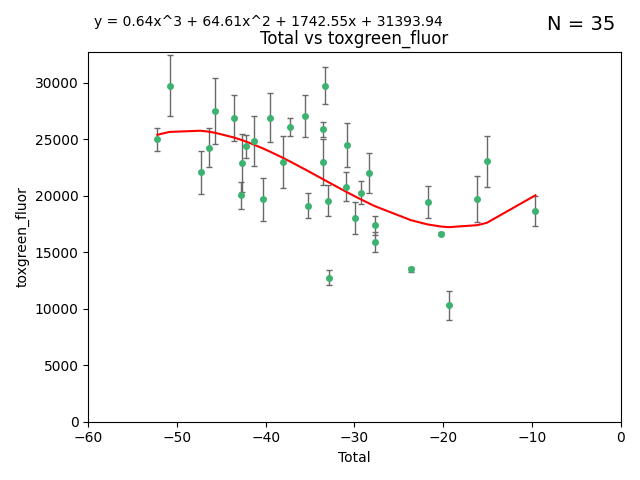 y = 0.64x^3 + 64.61x^2 + 1742.55x + 31393.94
N = 35
Total vs toxgreen_fluor
30000
25000
20000
15000
10000
5000
0
toxgreen_fluor
−60
−50
−40
−30
−20
−10
0
Total